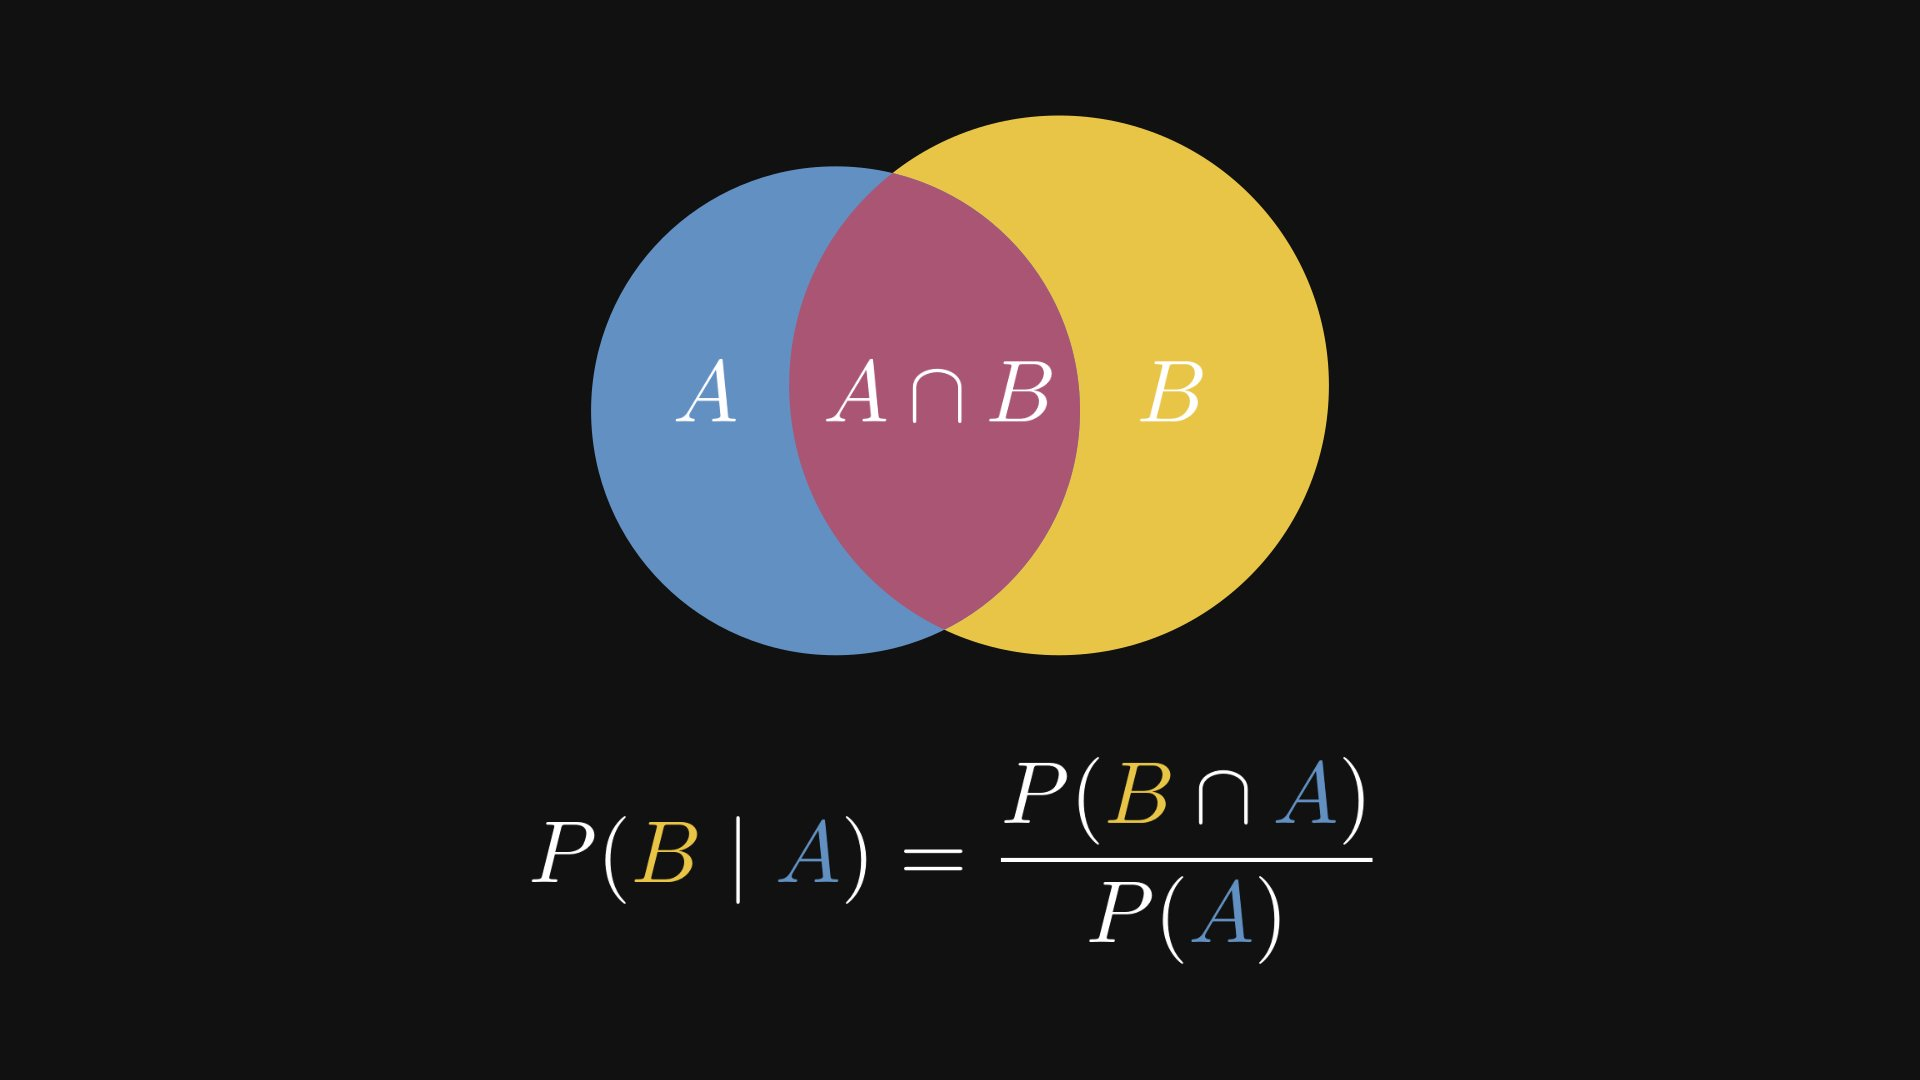 A A ∩ B B
P(B | A) = P(B ∩ A) / P(A)